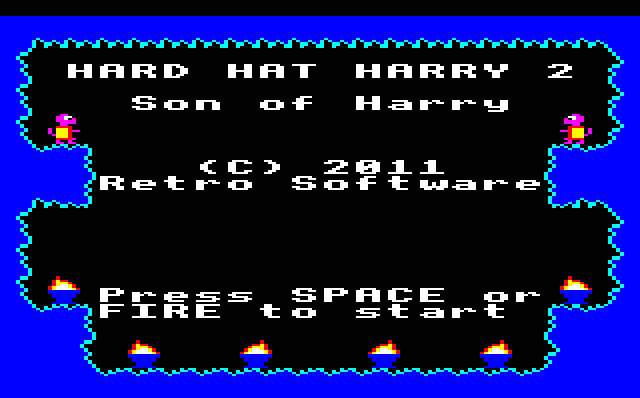 HARD HAT HARRY 2
Son of Harry
(C) 2011
Retro Software
Press SPACE or
FIRE to start